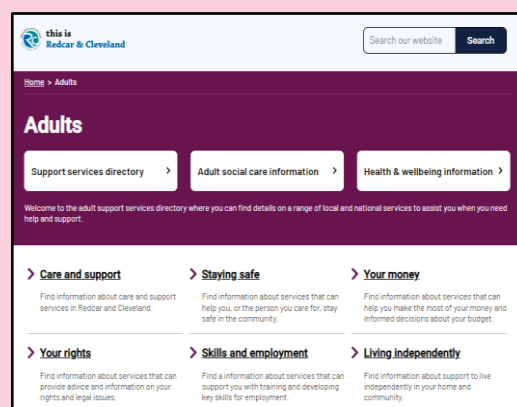 this is
Redcar & Cleveland
Search our website
Search
Home > Adults
Adults
Support services directory
Adult social care information
Health & wellbeing information
Welcome to the adult support services directory where you can find details on a range of local and national services to assist you when you need
help and support.
Care and support
Find information about care and support
services in Redcar and Cleveland.
Staying safe
Find information about services that can
help you, or the person you care for, stay
safe in the community.
Your money
Find information about services that can
help you make the most of your money and
informed decisions about your budget.
Your rights
Find information about services that can
provide advice and information on your
rights and legal issues.
Skills and employment
Find a information about services that can
support you with training and developing
key skills for employment.
Living independently
Find information about support to live
independently in your home and
community.